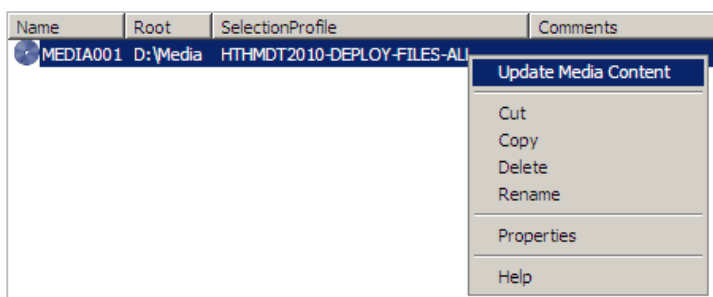 Name Root SelectionProfile Comments
MEDIA001 D:\Media HTHMDT2010-DEPLOY-FILES-ALL
Update Media Content
Cut
Copy
Delete
Rename
Properties
Help